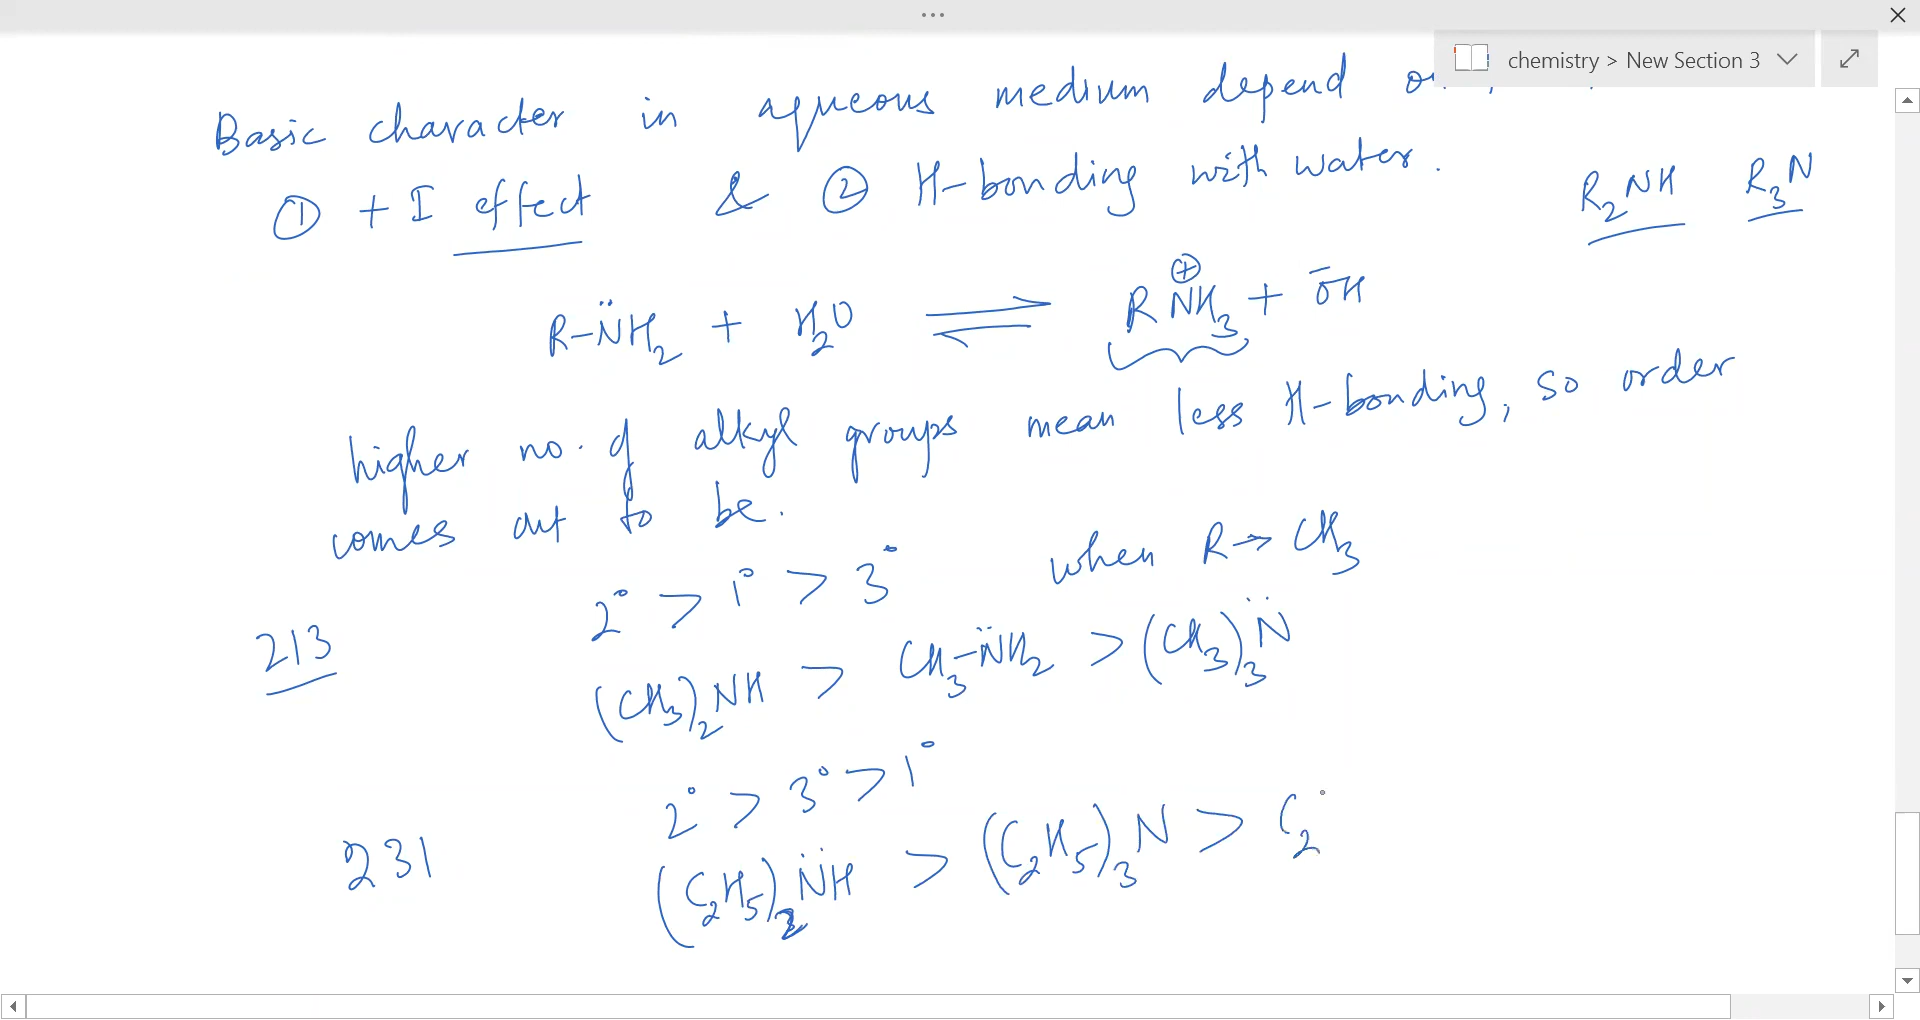 chemistry > New Section 3
Basic character in aqueous medium depend
① + I effect & ② H-bonding with water. R₂NH R₃N
R-N̈H₂ + H₂O ⇌ RN⊕H₃ + ŌH
higher no. of alkyl groups mean less H-bonding, so order
comes out to be.
2° > 1° > 3° when R → CH₃
213 (CH₃)₂NH > CH₃-N̈H₂ > (CH₃)₃N̈
2° > 3° > 1°
231 (C₂H₅)₂N̈H > (C₂H₅)₃N > C₂